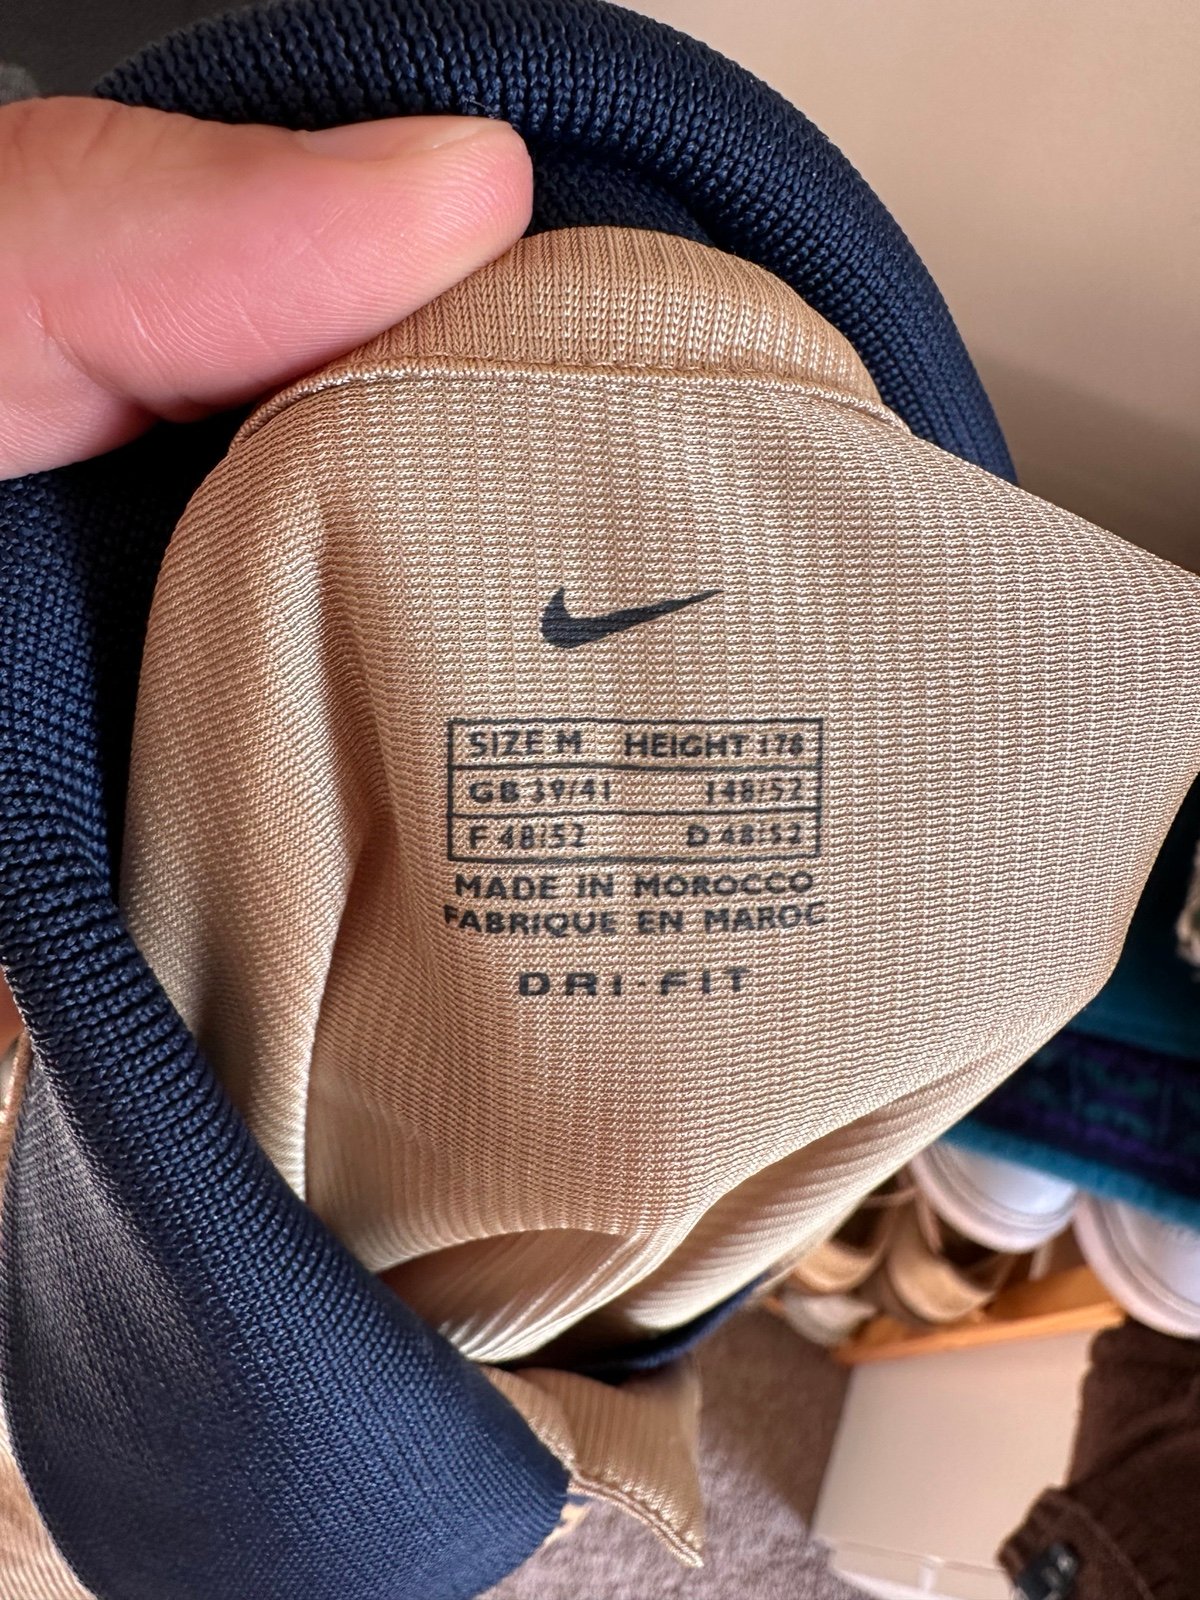 SIZE M HEIGHT 178
GB 39/41 I 48/52
F 48/52 D 48/52
MADE IN MOROCCO
FABRIQUE EN MAROC
DRI-FIT